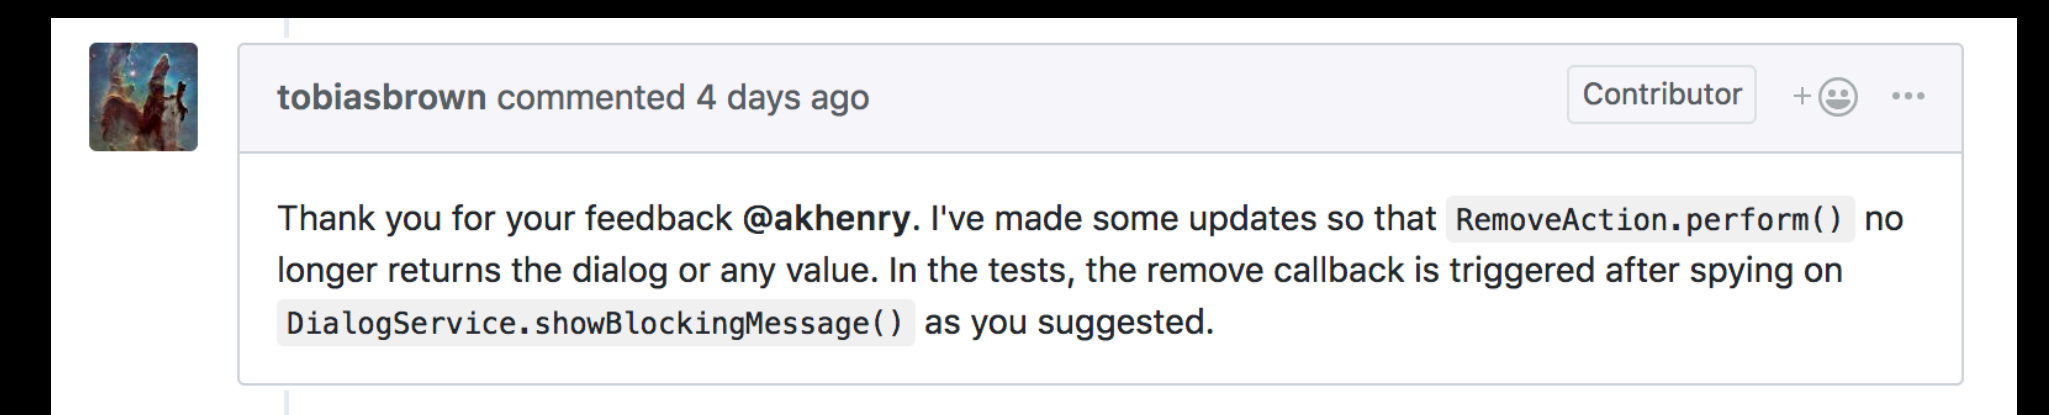 tobiasbrown commented 4 days ago Contributor
Thank you for your feedback @akhenry. I've made some updates so that RemoveAction.perform() no
longer returns the dialog or any value. In the tests, the remove callback is triggered after spying on
DialogService.showBlockingMessage() as you suggested.